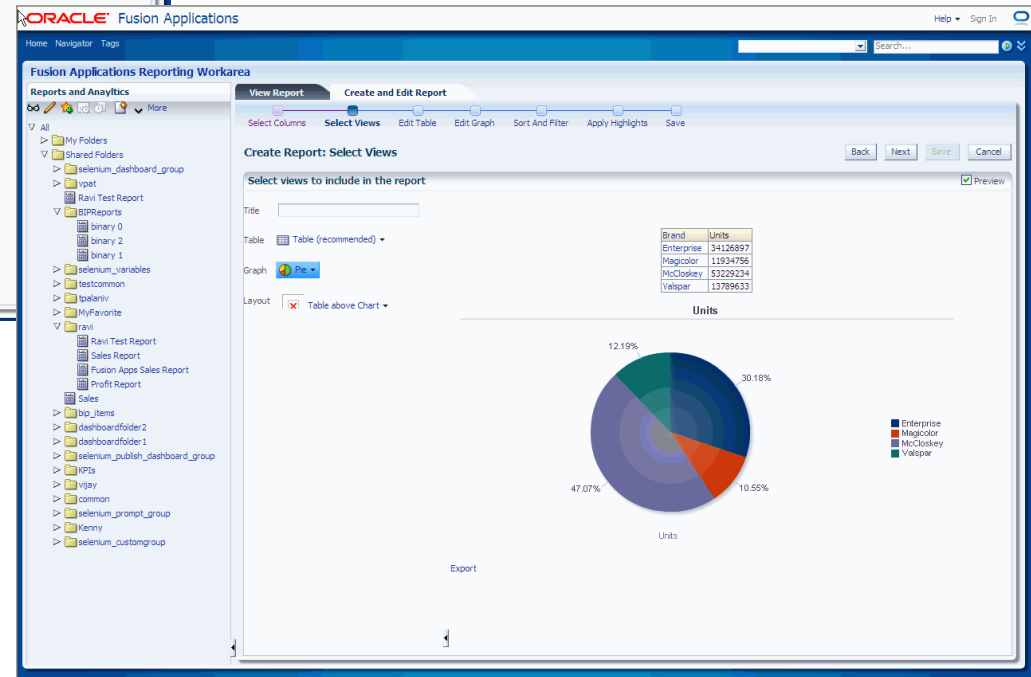 ORACLE Fusion Applications
Help Sign In
Home Navigator Tags
Search...
Fusion Applications Reporting Workarea
Reports and Anayltics
More
All
My Folders
Shared Folders
selenium_dashboard_group
vpat
Ravi Test Report
BIPReports
binary 0
binary 2
binary 1
selenium_variables
testcommon
tpalaniv
MyFavorite
ravi
Ravi Test Report
Sales Report
Fusion Apps Sales Report
Profit Report
Sales
bip_items
dashboardfolder2
dashboardfolder1
selenium_publish_dashboard_group
KPIs
vijay
common
selenium_prompt_group
Kenny
selenium_customgroup
View Report Create and Edit Report
Select Columns Select Views Edit Table Edit Graph Sort And Filter Apply Highlights Save
Create Report: Select Views
Back Next Save Cancel
Select views to include in the report
Preview
Title
Table Table (recommended)
Graph Pie
Layout Table above Chart
Brand Units
Enterprise 34126897
Magicolor 11934756
McCloskey 53229234
Valspar 13789633
Units
12.19%
30.18%
47.07%
10.55%
Enterprise
Magicolor
McCloskey
Valspar
Units
Export